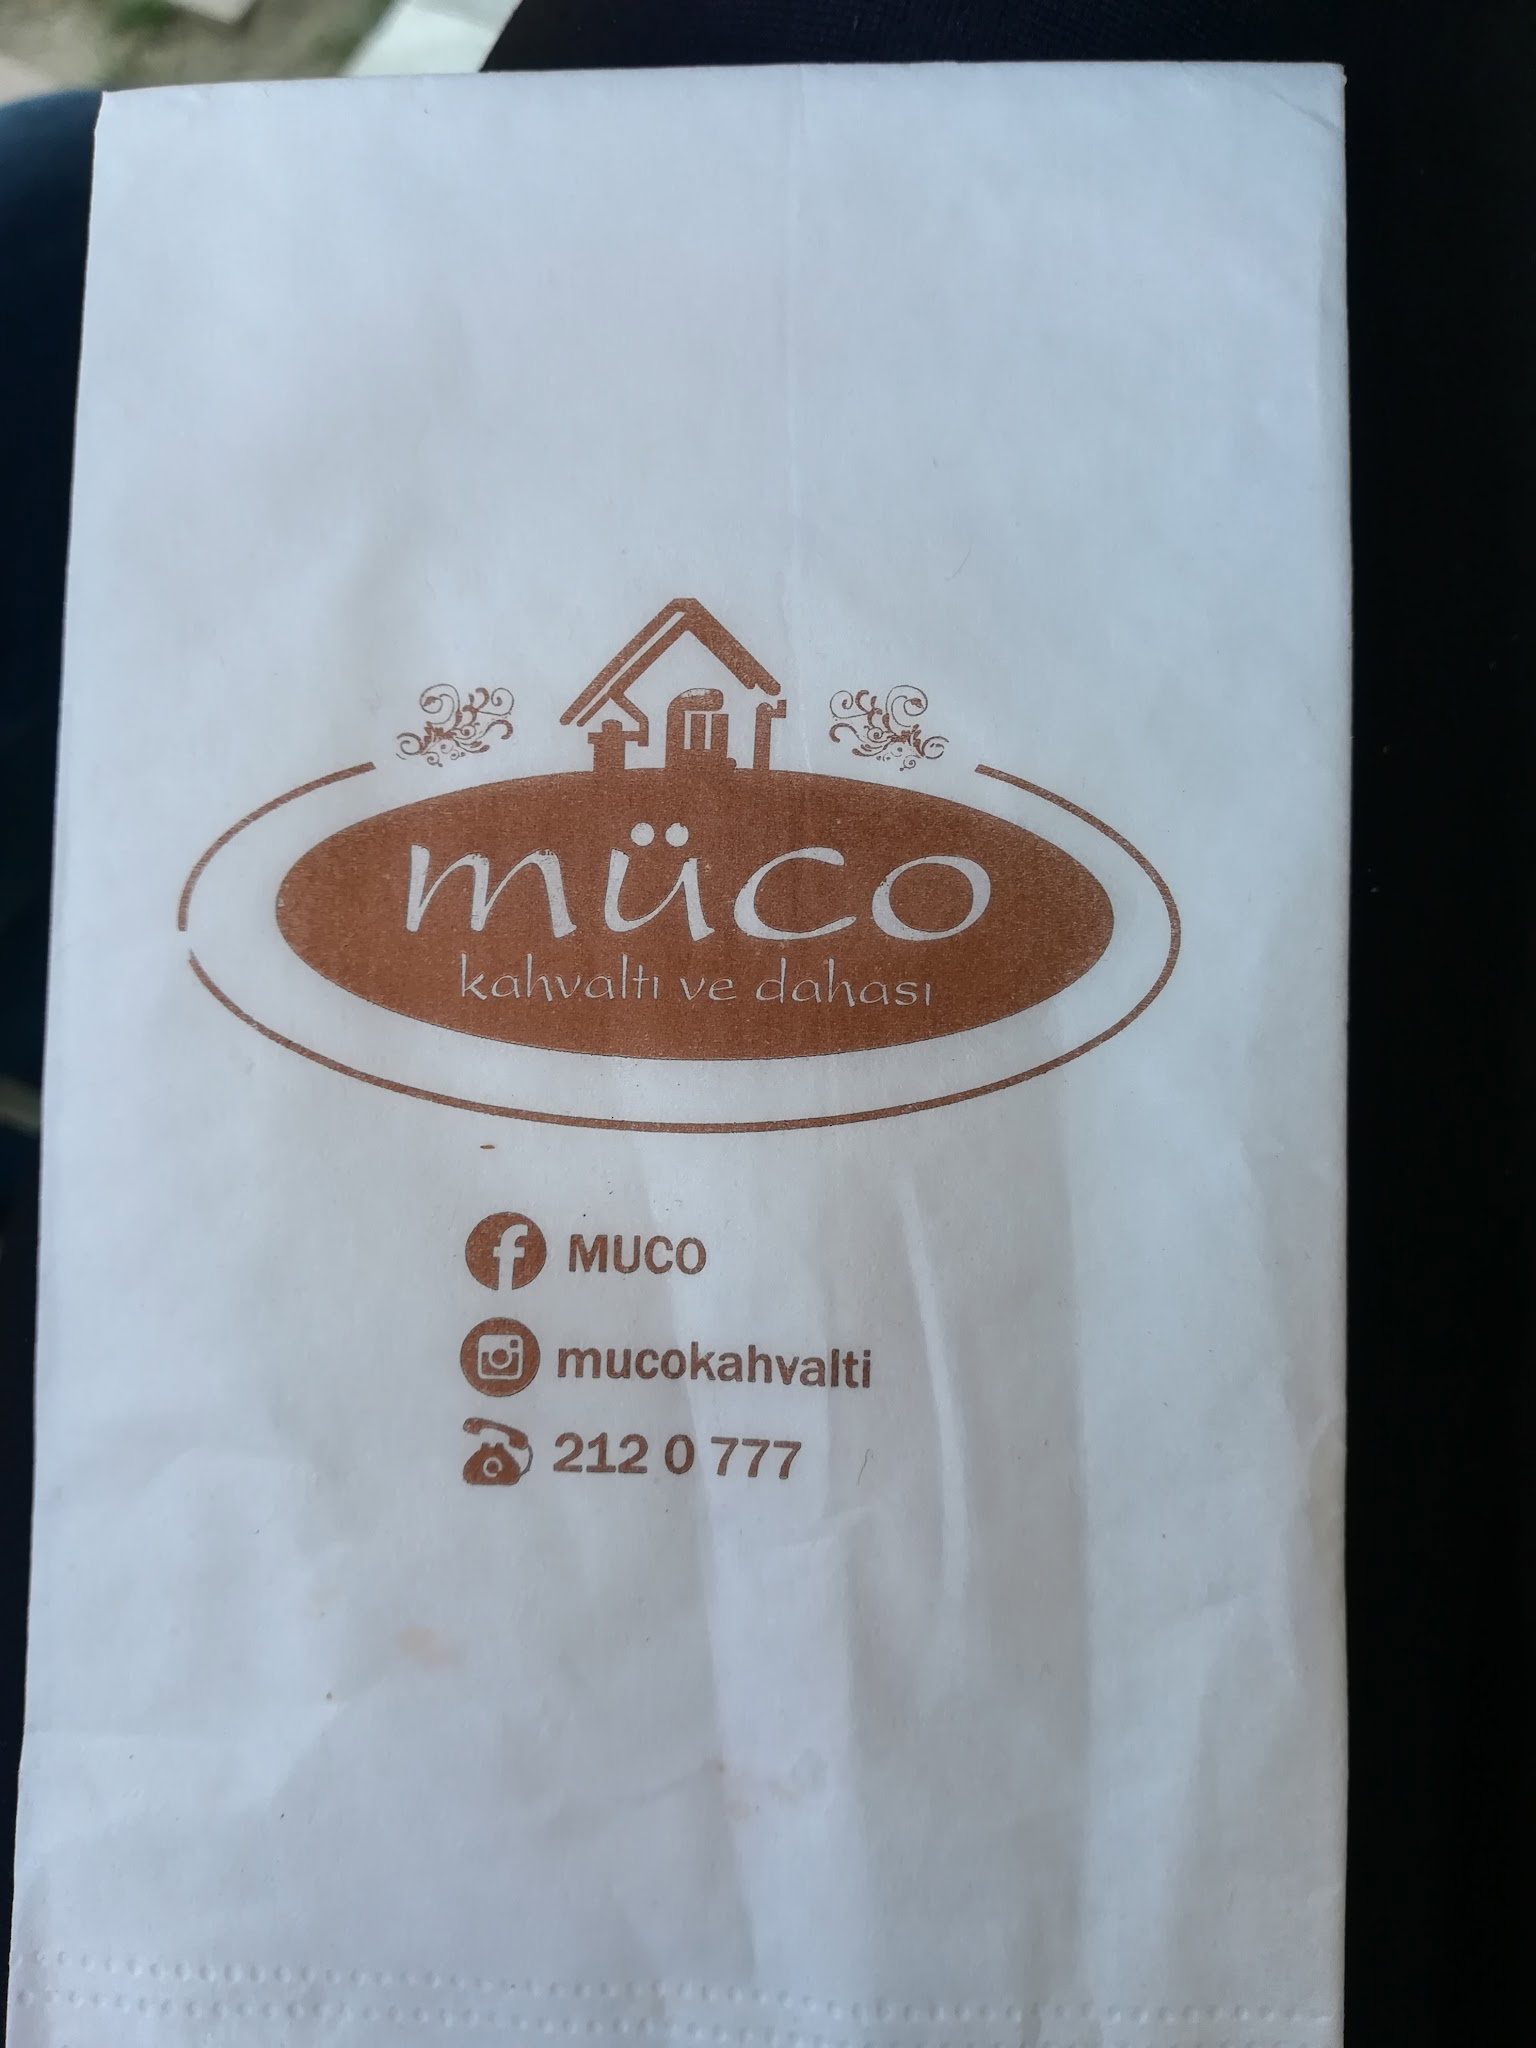 müco
kahvaltı ve dahası
MUCO
mucokahvalti
212 0 777